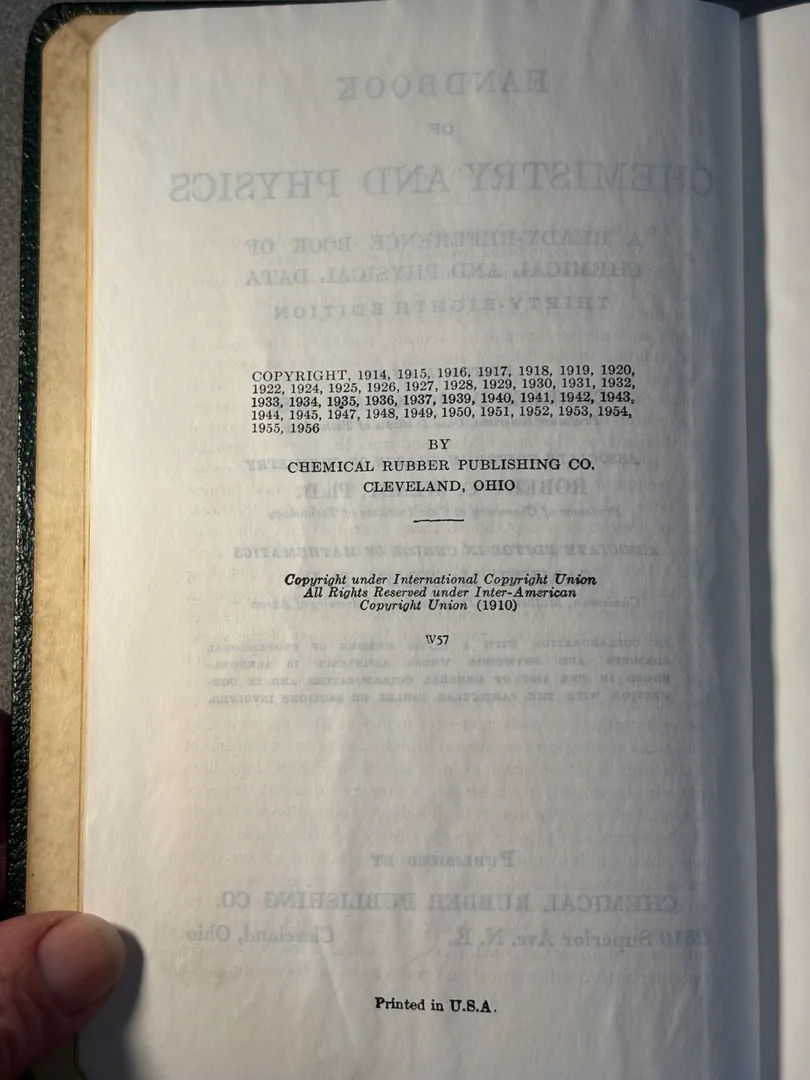 COPYRIGHT, 1914, 1915, 1916, 1917, 1918, 1919, 1920,
1922, 1924, 1925, 1926, 1927, 1928, 1929, 1930, 1931, 1932,
1933, 1934, 1935, 1936, 1937, 1939, 1940, 1941, 1942, 1943,
1944, 1945, 1947, 1948, 1949, 1950, 1951, 1952, 1953, 1954,
1955, 1956
BY
CHEMICAL RUBBER PUBLISHING CO.
CLEVELAND, OHIO
Copyright under International Copyright Union
All Rights Reserved under Inter-American
Copyright Union (1910)
W57
Printed in U.S.A.